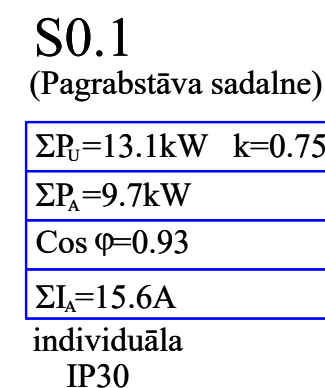 S0.1
(Pagrabstāva sadalne)
ΣPU=13.1kW k=0.75
ΣPA=9.7kW
Cos φ=0.93
ΣIA=15.6A
individuāla
IP30